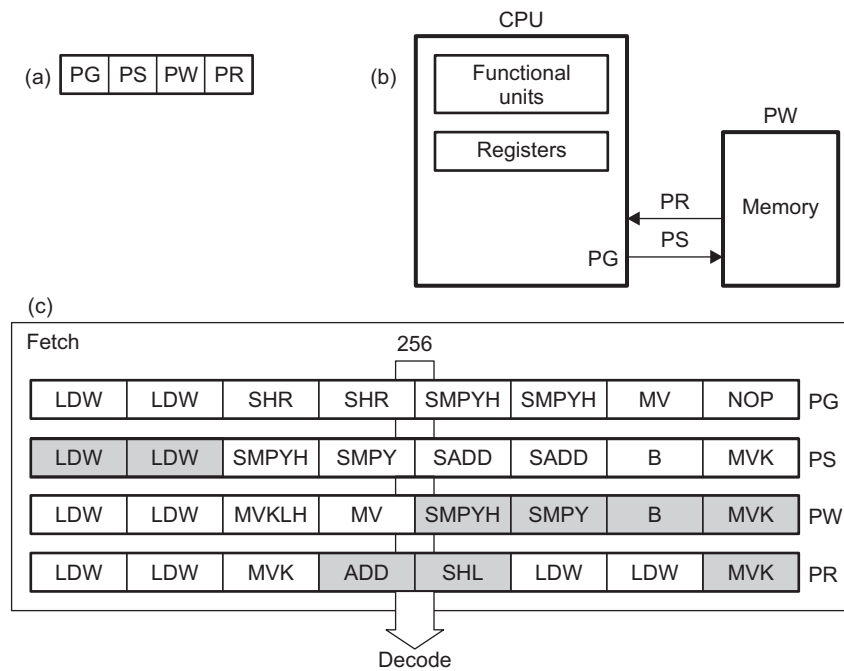 (a) PG PS PW PR
(b)
CPU
Functional
units
Registers
PG
PR
PS
PW
Memory
(c)
Fetch
256
LDW LDW SHR SHR SMPYH SMPYH MV NOP PG
LDW LDW SMPYH SMPY SADD SADD B MVK PS
LDW LDW MVKLH MV SMPYH SMPY B MVK PW
LDW LDW MVK ADD SHL LDW LDW MVK PR
Decode